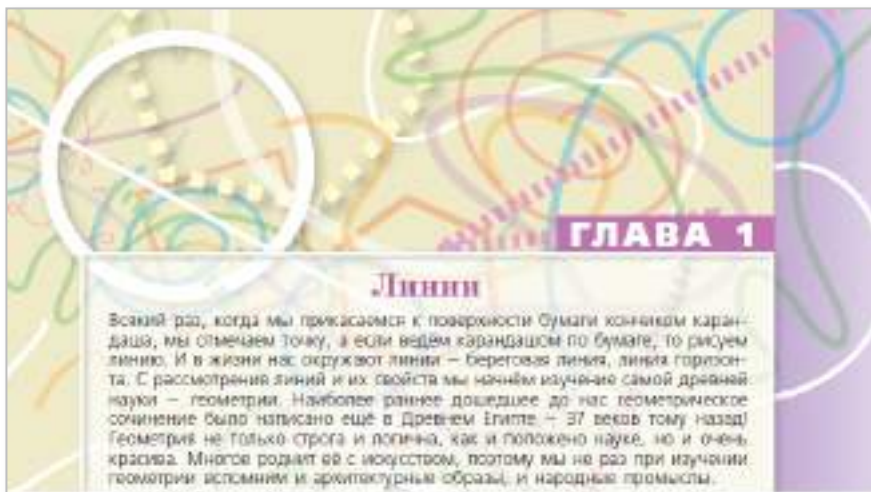 ГЛАВА 1
Линии
Всякий раз, когда мы прикасаемся к поверхности бумаги кончиком каран-
даша, мы отмечаем точку, а если ведём карандашом по бумаге, то рисуем
линию. И в жизни нас окружают линии – береговая линия, линия горизон-
та. С рассмотрения линий и их свойств мы начнём изучение самой древней
науки – геометрии. Наиболее раннее дошедшее до нас геометрическое
сочинение было написано ещё в Древнем Египте – 37 веков тому назад!
Геометрия не только строга и логична, как и положено науке, но и очень
красива. Многое роднит её с искусством, поэтому мы не раз при изучении
геометрии вспомним и архитектурные образы, и народные промыслы.